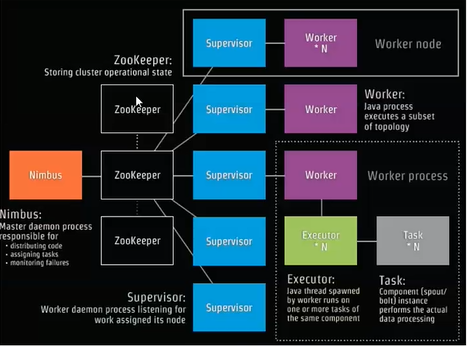 Supervisor
Worker
* N
Worker node
ZooKeeper:
Storing cluster operational state
ZooKeeper
Supervisor
Worker
Worker:
Java process
executes a subset
of topology
Nimbus
ZooKeeper
Supervisor
Worker
Worker process
Nimbus:
Master daemon process
responsible for
• distributing code
• assigning tasks
• monitoring failures
ZooKeeper
Supervisor
Executor
* N
Task
* N
Executor:
Java thread spawned
by worker runs on
one or more tasks of
the same component
Task:
Component (spout/
bolt) instance
performs the actual
data processing
Supervisor:
Worker daemon process listening for
work assigned its node
Supervisor